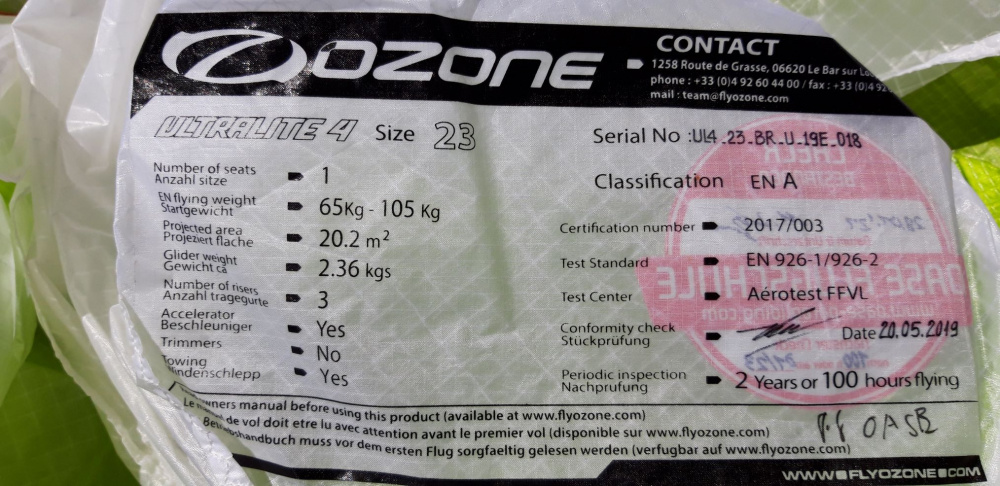 OZONE
CONTACT
1258 Route de Grasse, 06620 Le Bar sur
phone : +33 (0)4 92 60 44 00 / fax : +33 (0)4 92
mail : team@flyozone.com
ULTRALITE 4 Size 23
Serial No :UL4_23_BR_U_19E_018
Classification EN A
Number of seats
Anzahl sitze 1
EN flying weight
Startgewicht 65Kg - 105 Kg
Projected area
Projeziert flache 20.2 m²
Glider weight
Gewicht ca 2.36 kgs
Number of risers
Anzahl tragegurte 3
Accelerator
Beschleuniger Yes
Trimmers No
Towing
Windenschlepp Yes
Certification number 2017/003
Test Standard EN 926-1/926-2
Test Center Aérotest FFVL
Conformity check
Stückprüfung Date 20.05.2019
Periodic inspection
Nachprufung 2 Years or 100 hours flying
owners manual before using this product (available at www.flyozone.com)
de vol doit etre lu avec attention avant le premier vol (disponible sur www.flyozone.com)
Betriebshandbuch muss vor dem ersten Flug sorgfaeltig gelesen werden (verfugbar auf www.flyozone.com)
OASE
WWW.FLYOZONE.COM